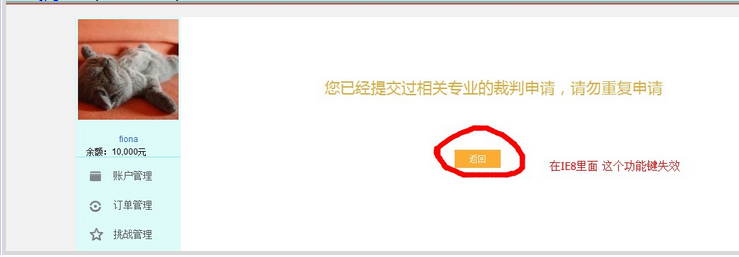 您已经提交过相关专业的裁判申请，请勿重复申请
fiona
余额：10,000元
返回
在IE8里面 这个功能键失效
账户管理
订单管理
挑战管理